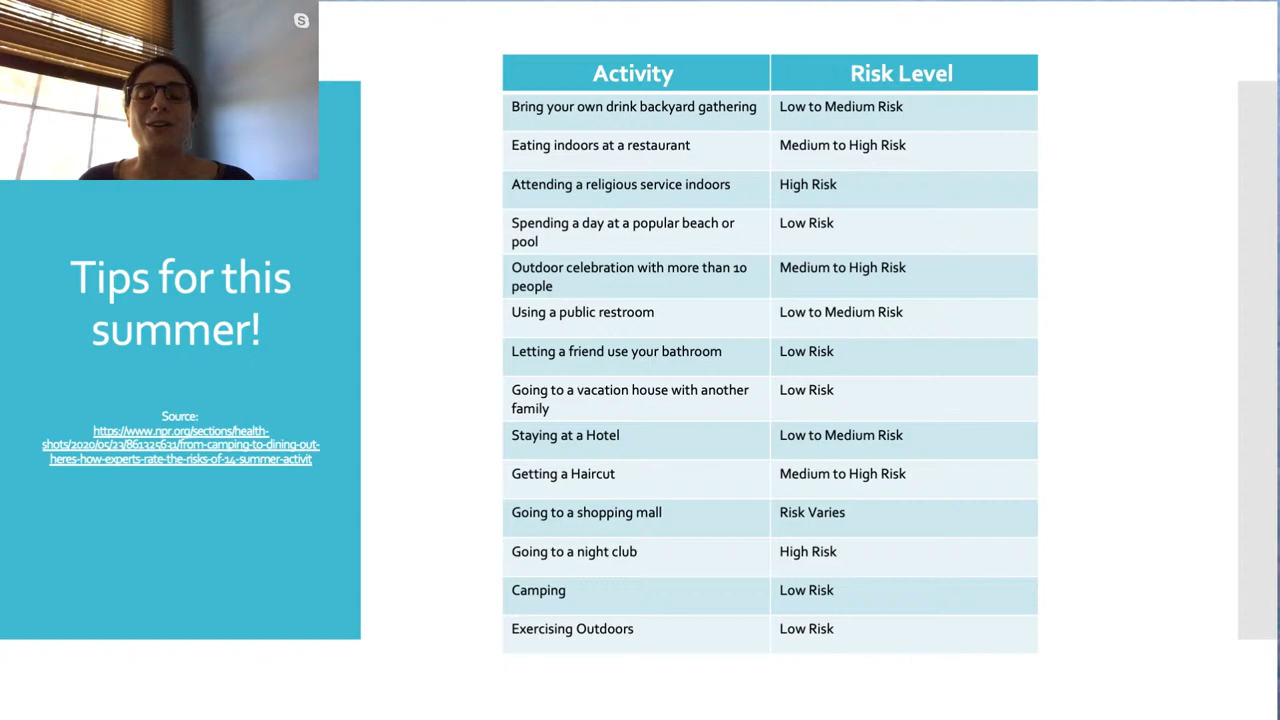 Tips for this
summer!
Source:
https://www.npr.org/sections/health-
shots/2020/05/23/861325631/from-camping-to-dining-out-
heres-how-experts-rate-the-risks-of-14-summer-activit
Activity Risk Level
Bring your own drink backyard gathering Low to Medium Risk
Eating indoors at a restaurant Medium to High Risk
Attending a religious service indoors High Risk
Spending a day at a popular beach or Low Risk
pool
Outdoor celebration with more than 10 Medium to High Risk
people
Using a public restroom Low to Medium Risk
Letting a friend use your bathroom Low Risk
Going to a vacation house with another Low Risk
family
Staying at a Hotel Low to Medium Risk
Getting a Haircut Medium to High Risk
Going to a shopping mall Risk Varies
Going to a night club High Risk
Camping Low Risk
Exercising Outdoors Low Risk